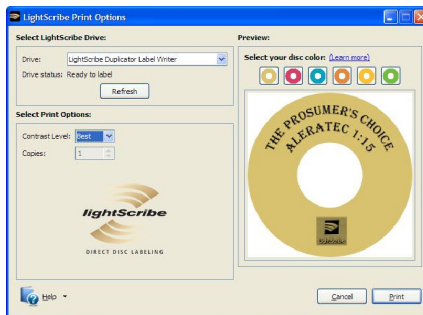 LightScribe Print Options
Select LightScribe Drive:
Drive:
LightScribe Duplicator Label Writer
Drive status: Ready to label
Refresh
Select Print Options:
Contrast Level:
Best
Copies:
1
lightScribe
DIRECT DISC LABELING
Preview:
Select your disc color: (Learn more)
THE PROSUMER'S CHOICE
ALERATEC 1:15
Help
Cancel
Print